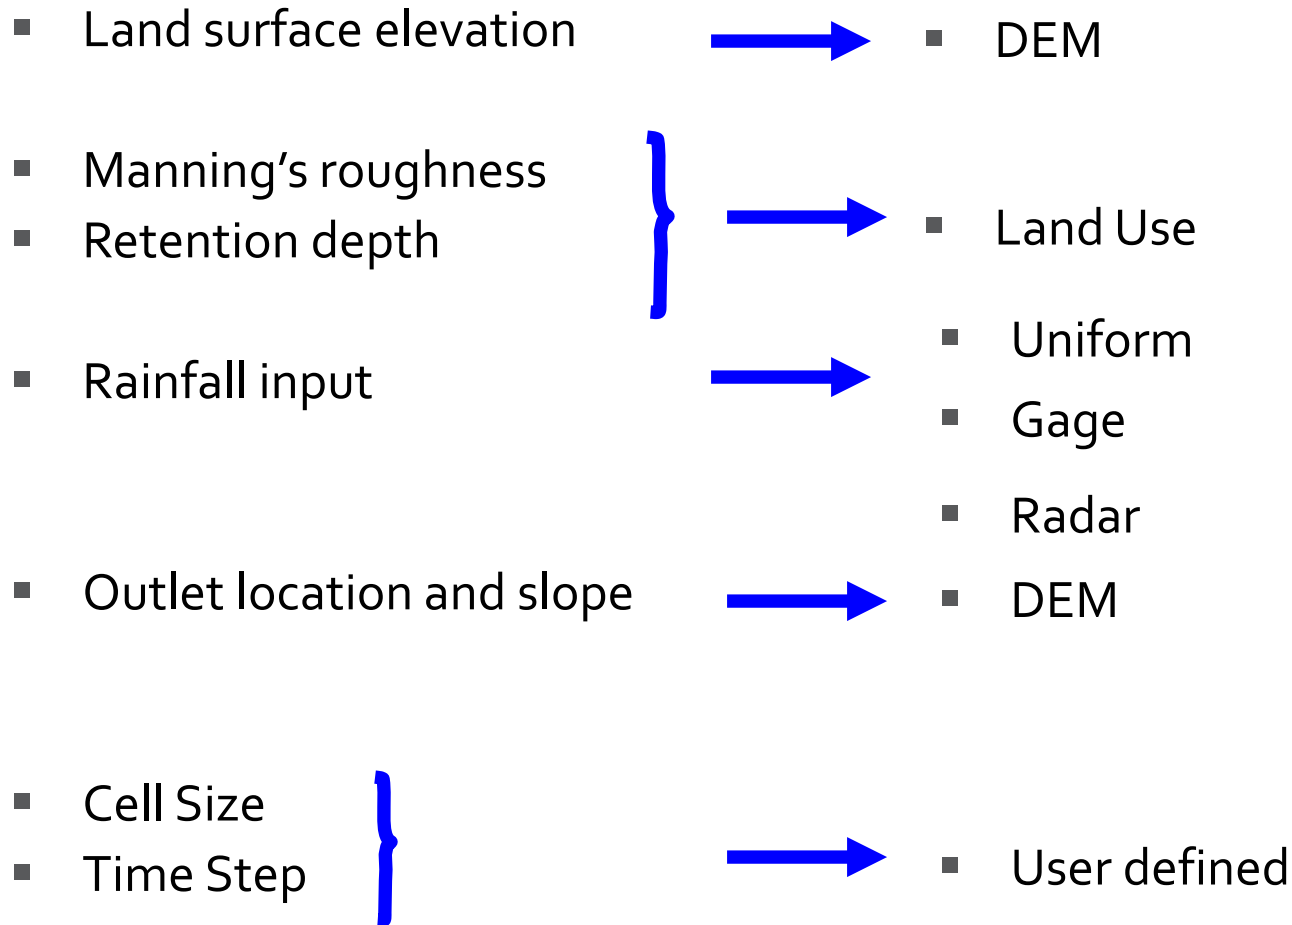 Land surface elevation
DEM
Manning’s roughness
Retention depth
Land Use
Rainfall input
Uniform
Gage
Radar
Outlet location and slope
DEM
Cell Size
Time Step
User defined